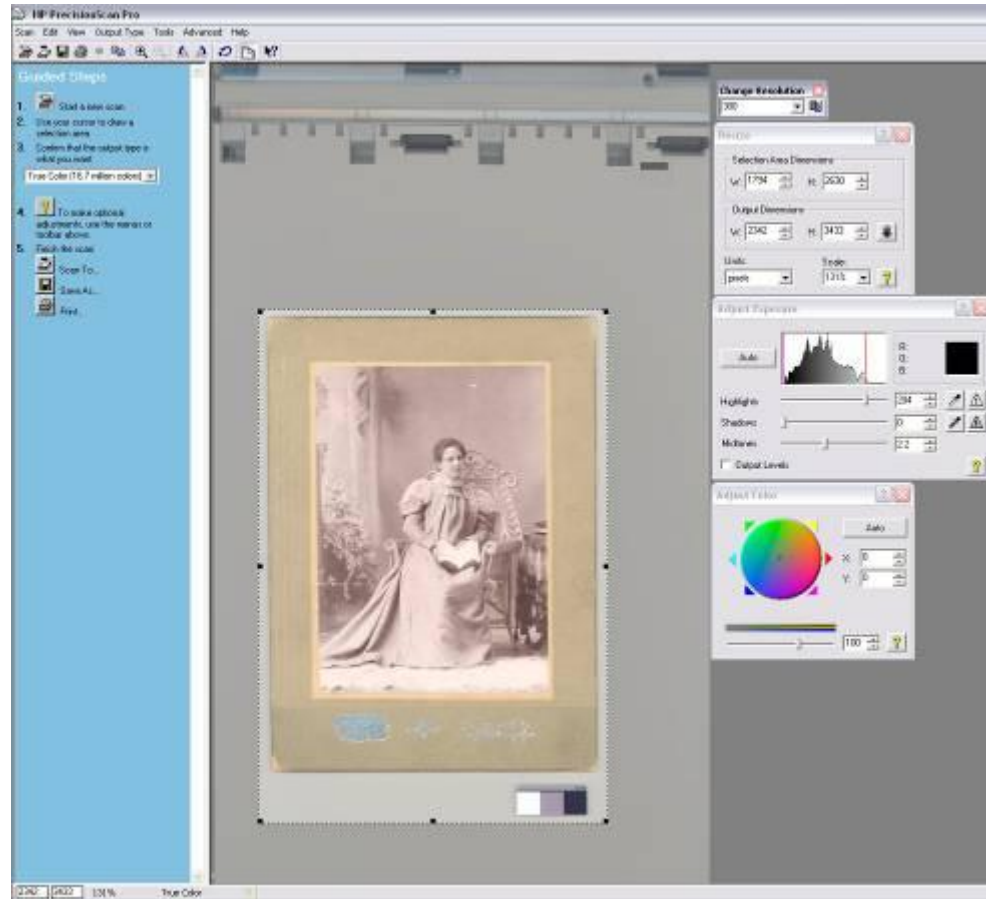 HP PrecisionScan Pro
Scan Edit View Output Type Tools Advanced Help
Guided Steps
1. Start a new scan
2. Use your cursor to draw a
selection area
3. Confirm that the output type is
what you want
True Color (16.7 million colors)
4. To make optional
adjustments, use the menus or
toolbar above.
5. Finish the scan
Scan To...
Save As...
Print...
Change Resolution
300
Resize
Selection Area Dimensions
W: 1794 H: 2630
Output Dimensions
W: 2342 H: 3433
Units: Scale:
pixels 131%
Adjust Exposure
Auto
R:
G:
B:
Highlights
Shadows 0
Midtones 2.2
Output Levels
Adjust Color
Auto
X: 0
Y: 0
100
2342 3433 131% True Color